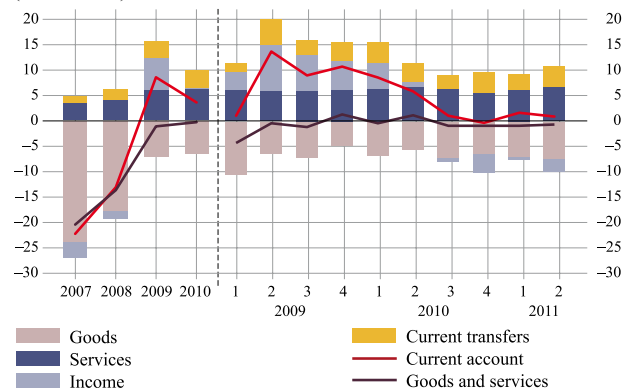 20 20
15 15
10 10
5 5
0 0
–5 –5
–10 –10
–15 –15
–20 –20
–25 –25
–30 –30
2007 2008 2009 2010 1 2 3 4 1 2 3 4 1 2
2009 2010 2011
Goods Current transfers
Services Current account
Income Goods and services